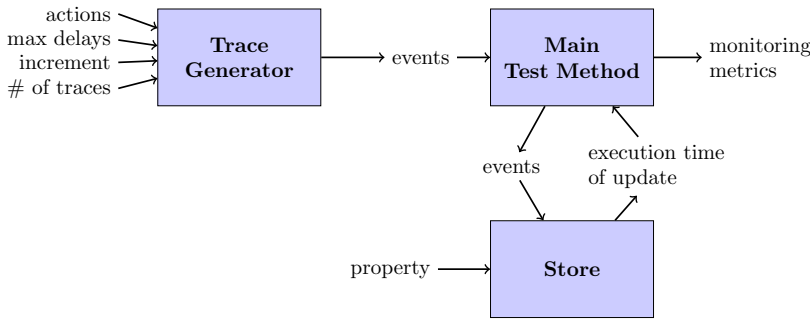 actions
max delays
increment
# of traces
Trace
Generator
events
Main
Test Method
monitoring
metrics
events
execution time
of update
property
Store